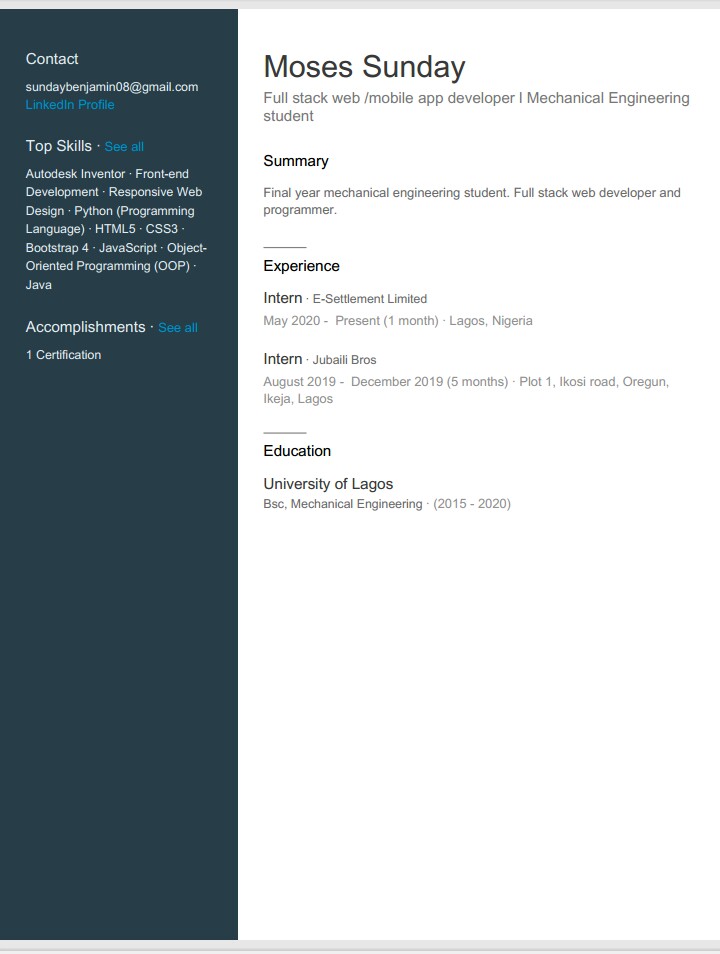 Contact
sundaybenjamin08@gmail.com
LinkedIn Profile
Top Skills · See all
Autodesk Inventor · Front-end
Development · Responsive Web
Design · Python (Programming
Language) · HTML5 · CSS3 ·
Bootstrap 4 · JavaScript · Object-
Oriented Programming (OOP) ·
Java
Accomplishments · See all
1 Certification
Moses Sunday
Full stack web /mobile app developer l Mechanical Engineering
student
Summary
Final year mechanical engineering student. Full stack web developer and
programmer.
Experience
Intern · E-Settlement Limited
May 2020 - Present (1 month) · Lagos, Nigeria
Intern · Jubaili Bros
August 2019 - December 2019 (5 months) · Plot 1, Ikosi road, Oregun,
Ikeja, Lagos
Education
University of Lagos
Bsc, Mechanical Engineering · (2015 - 2020)